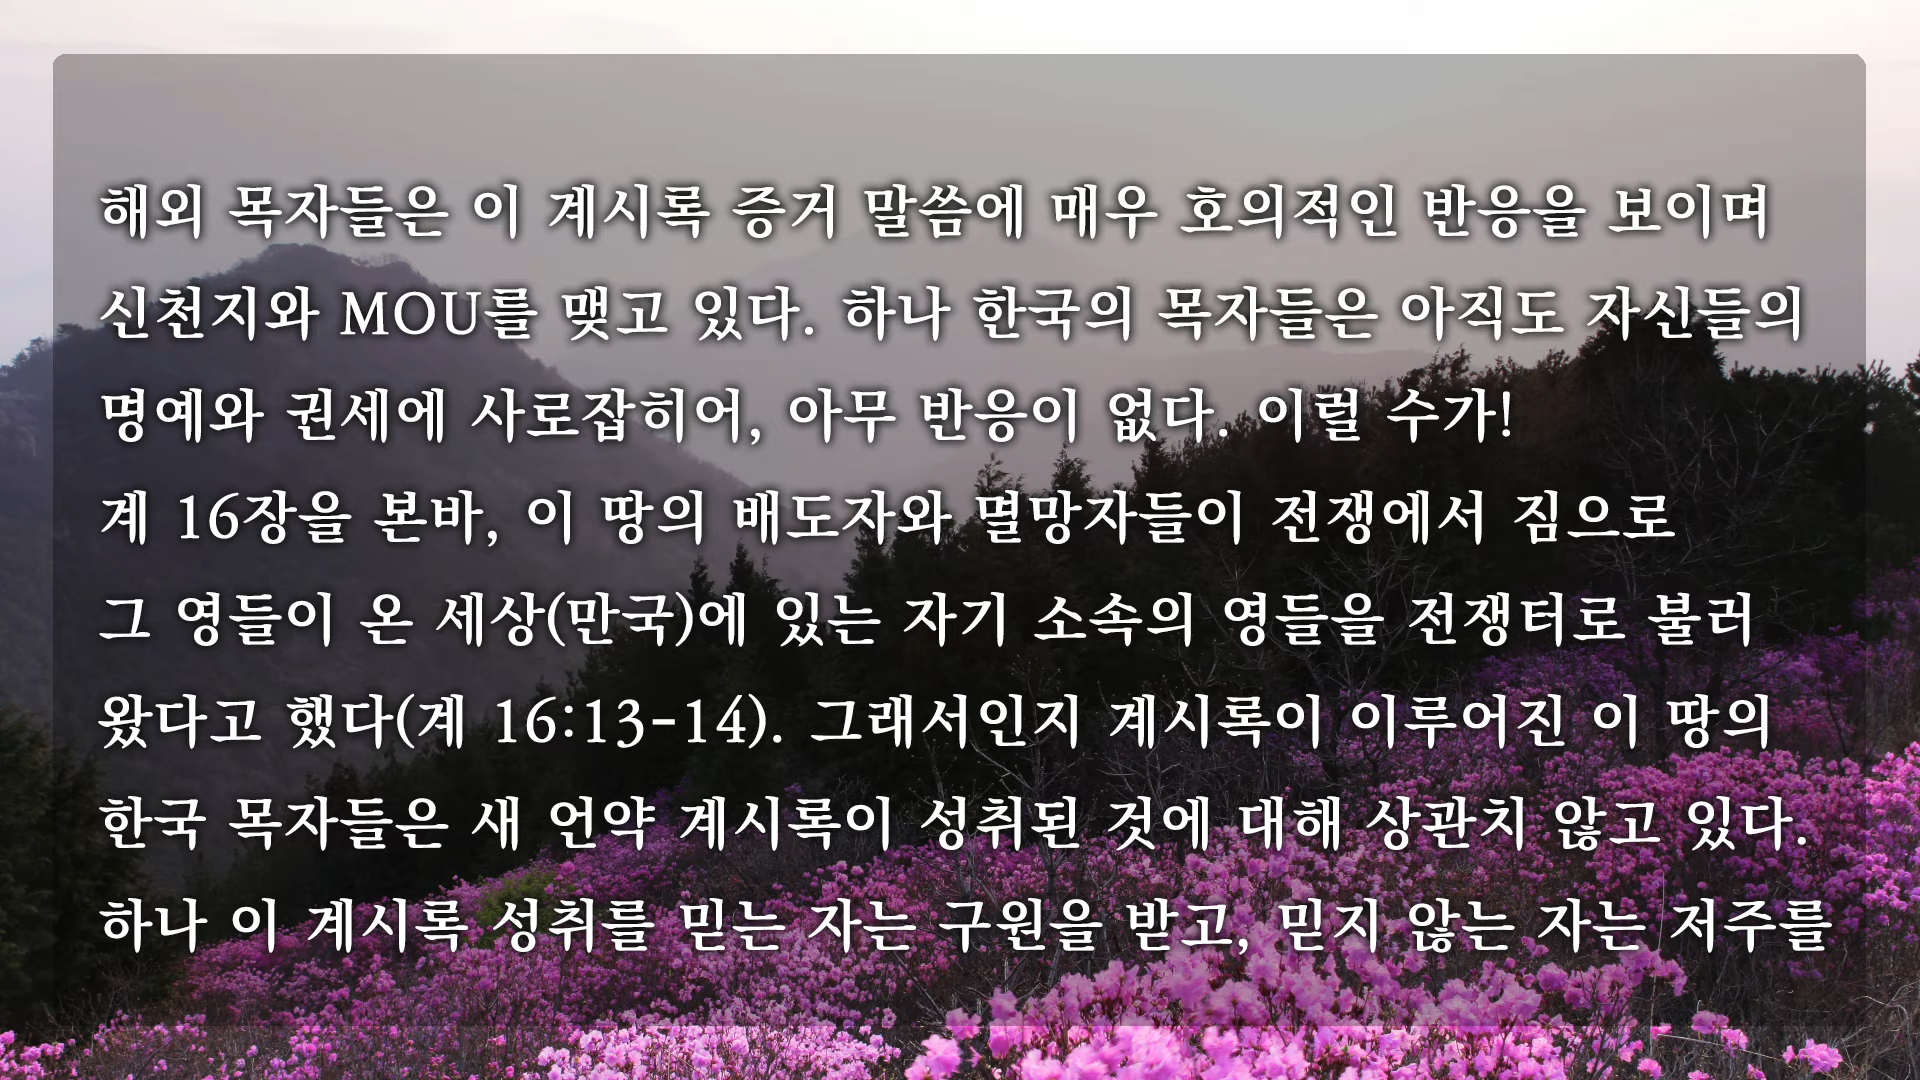 해외 목자들은 이 계시록 증거 말씀에 매우 호의적인 반응을 보이며
신천지와 MOU를 맺고 있다. 하나 한국의 목자들은 아직도 자신들의
명예와 권세에 사로잡히어, 아무 반응이 없다. 이럴 수가!
계 16장을 본바, 이 땅의 배도자와 멸망자들이 전쟁에서 짐으로
그 영들이 온 세상(만국)에 있는 자기 소속의 영들을 전쟁터로 불러
왔다고 했다(계 16:13-14). 그래서인지 계시록이 이루어진 이 땅의
한국 목자들은 새 언약 계시록이 성취된 것에 대해 상관치 않고 있다.
하나 이 계시록 성취를 믿는 자는 구원을 받고, 믿지 않는 자는 저주를